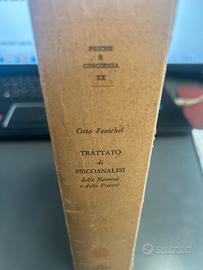 PSICHE
E
COSCIENZA
XX
Otto Fenichel
TRATTATO
di
PSICOANALISI
delle Nevrosi
e delle Psicosi
Subito